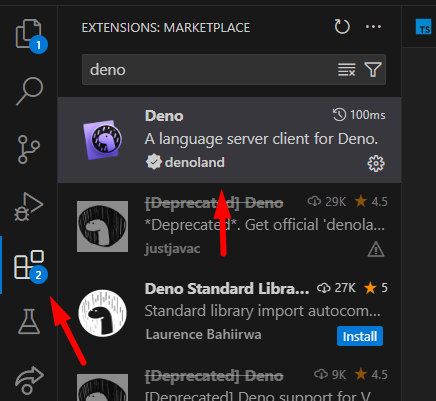 EXTENSIONS: MARKETPLACE
TS
1
deno
Deno 100ms
A language server client for Deno.
denoland
[Deprecated] Deno 29K 4.5
*Deprecated*. Get official 'denola...
justjavac
2
Deno Standard Libra... 27K 5
Standard library import autocom...
Laurence Bahiirwa Install
[Deprecated] Deno 9K 4.5
[Deprecated] Deno support for V